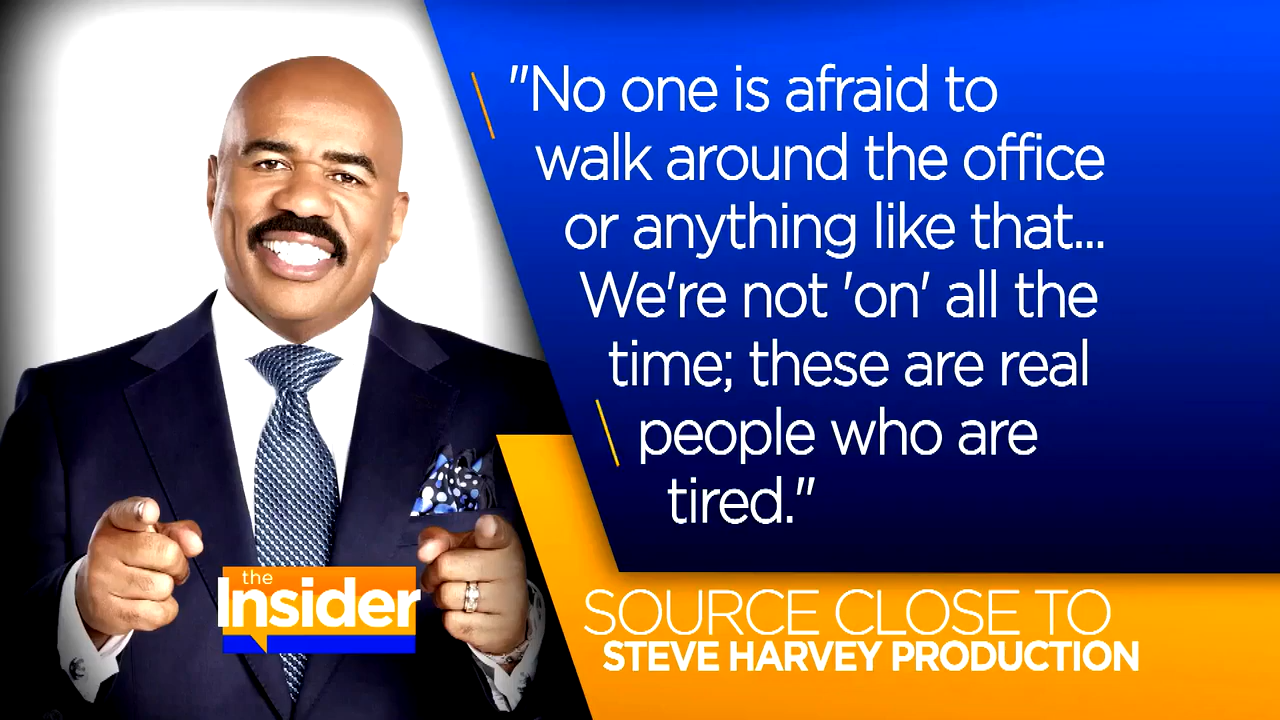 "No one is afraid to
walk around the office
or anything like that...
We're not 'on' all the
time; these are real
people who are
tired."
the
Insider
SOURCE CLOSE TO
STEVE HARVEY PRODUCTION